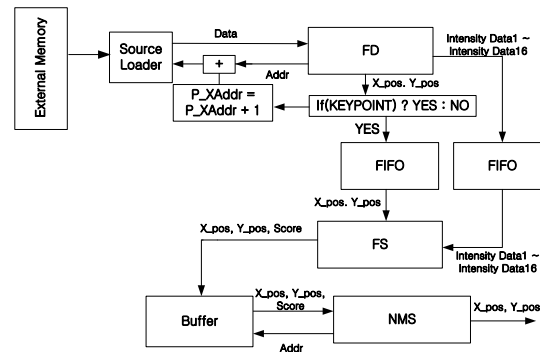 External Memory
Source
Loader
Data
+
Addr
FD
Intensity Data1 ~
Intensity Data16
X_pos. Y_pos
P_XAddr =
P_XAddr + 1
If(KEYPOINT) ? YES : NO
YES
FIFO
FIFO
X_pos. Y_pos
X_pos, Y_pos, Score
FS
Intensity Data1 ~
Intensity Data16
Buffer
X_pos, Y_pos,
Score
Addr
NMS
X_pos, Y_pos